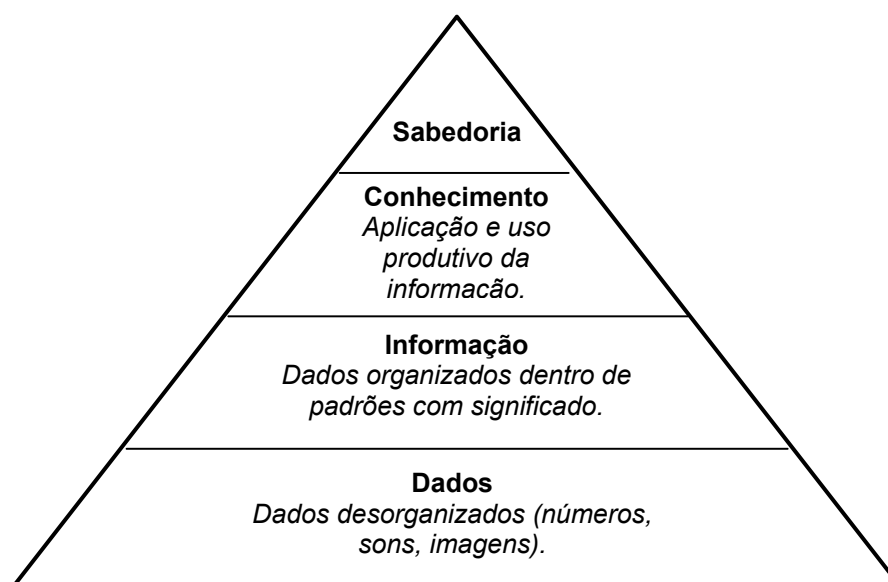 Sabedoria
Conhecimento
Aplicação e uso
produtivo da
informacão.
Informação
Dados organizados dentro de
padrões com significado.
Dados
Dados desorganizados (números,
sons, imagens).